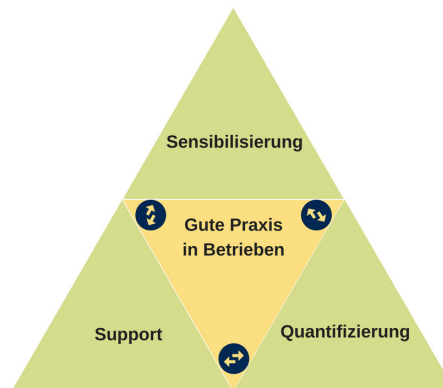 Sensibilisierung
Gute Praxis
in Betrieben
Support
Quantifizierung